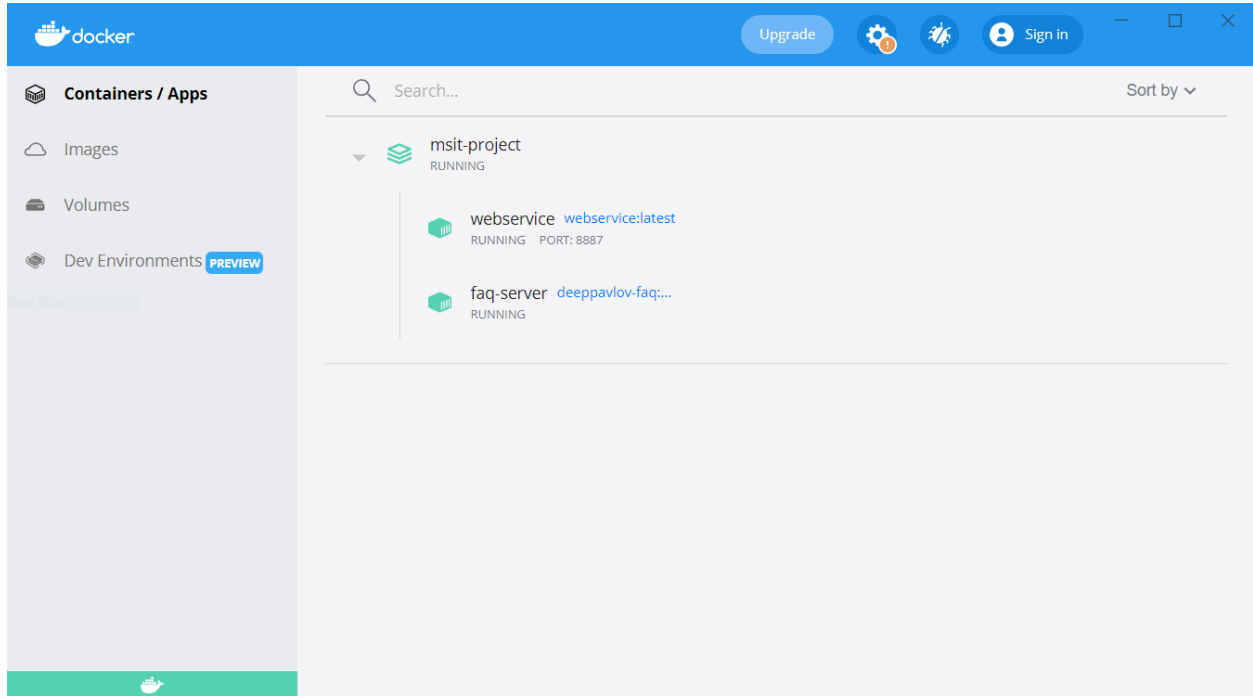 docker
Upgrade
Sign in
Containers / Apps
Images
Volumes
Dev Environments PREVIEW
Search...
Sort by
msit-project
RUNNING
webservice webservice:latest
RUNNING PORT: 8887
faq-server deeppavlov-faq:...
RUNNING